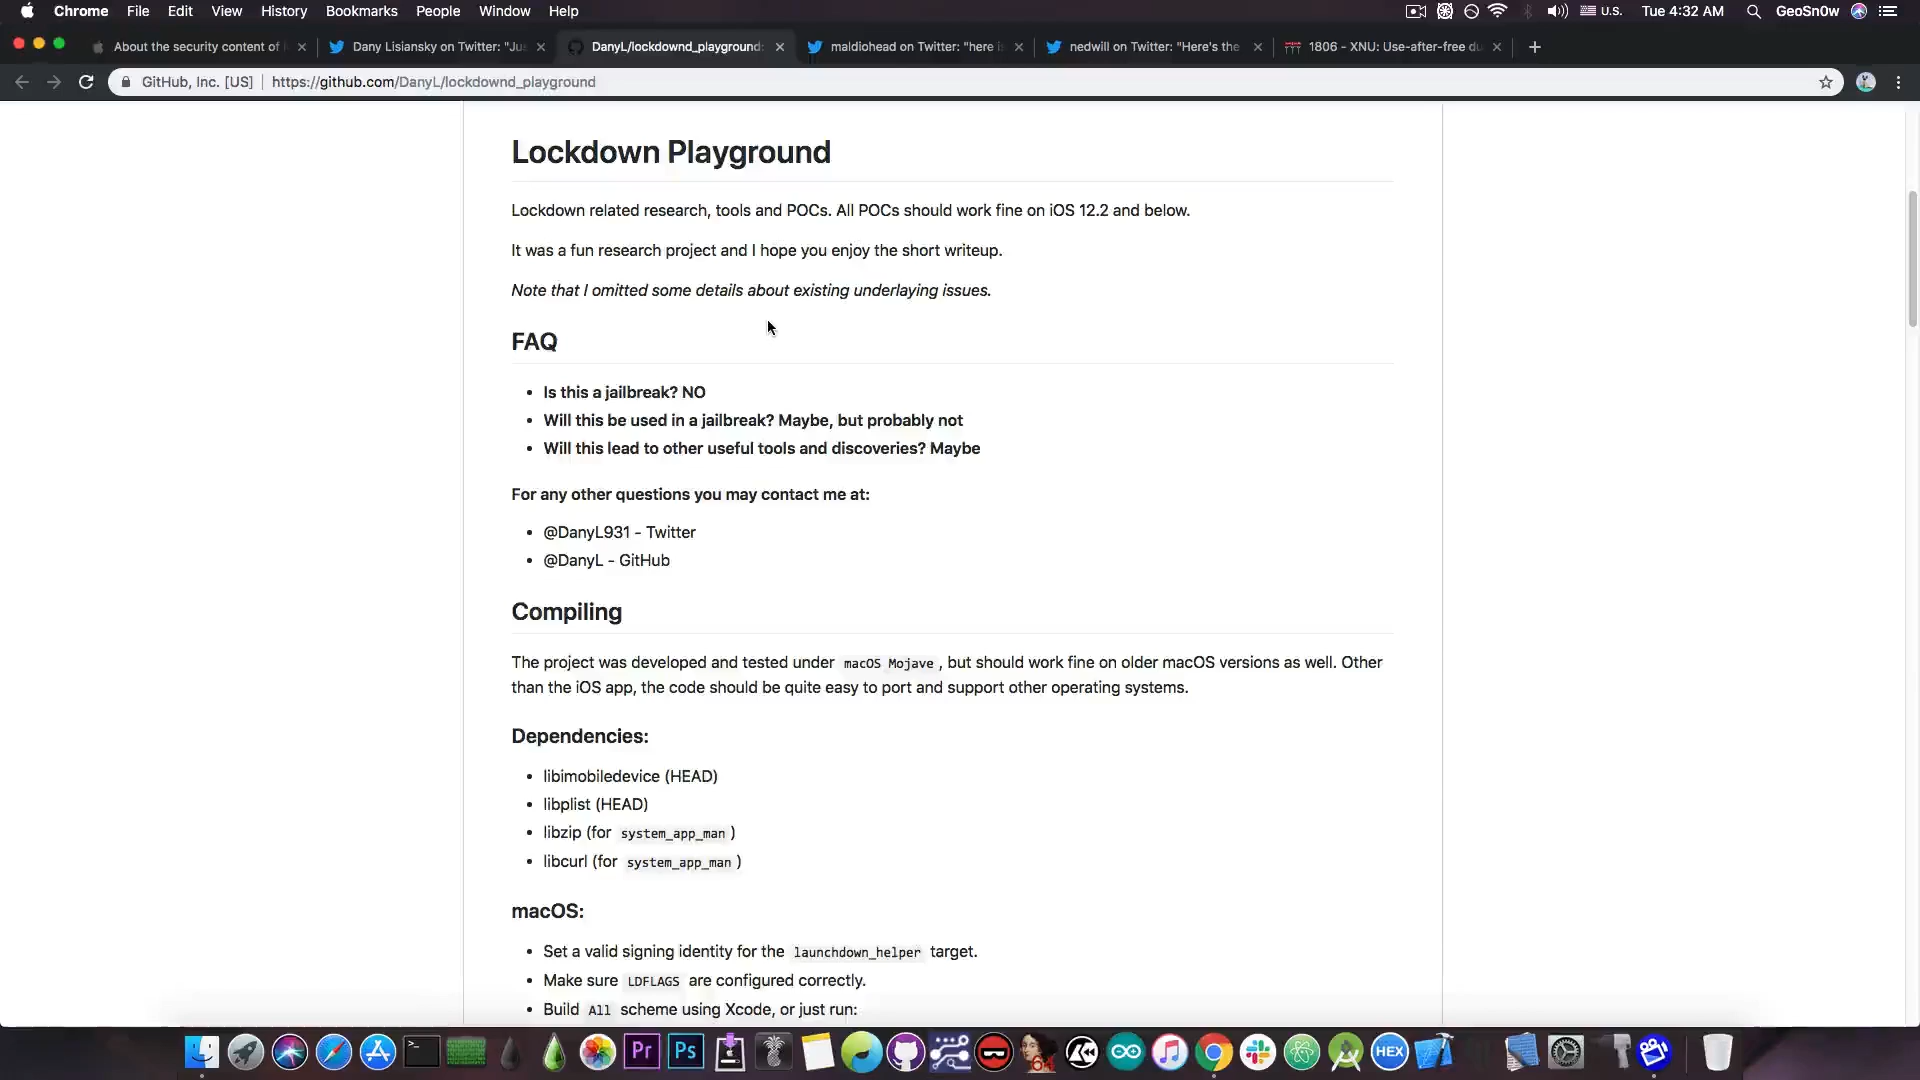 Chrome File Edit View History Bookmarks People Window Help U.S. Tue 4:32 AM GeoSn0w
About the security content of Dany Lisiansky on Twitter: "Jus DanyL/lockdownd_playground: maldiohead on Twitter: "here is nedwill on Twitter: "Here's the 1806 - XNU: Use-after-free du
GitHub, Inc. [US] https://github.com/DanyL/lockdownd_playground
Lockdown Playground
Lockdown related research, tools and POCs. All POCs should work fine on iOS 12.2 and below.
It was a fun research project and I hope you enjoy the short writeup.
Note that I omitted some details about existing underlaying issues.
FAQ
• Is this a jailbreak? NO
• Will this be used in a jailbreak? Maybe, but probably not
• Will this lead to other useful tools and discoveries? Maybe
For any other questions you may contact me at:
• @DanyL931 - Twitter
• @DanyL - GitHub
Compiling
The project was developed and tested under macOS Mojave , but should work fine on older macOS versions as well. Other
than the iOS app, the code should be quite easy to port and support other operating systems.
Dependencies:
• libimobiledevice (HEAD)
• libplist (HEAD)
• libzip (for system_app_man )
• libcurl (for system_app_man )
macOS:
• Set a valid signing identity for the launchdown_helper target.
• Make sure LDFLAGS are configured correctly.
• Build All scheme using Xcode, or just run:
Pr Ps 64 HEX